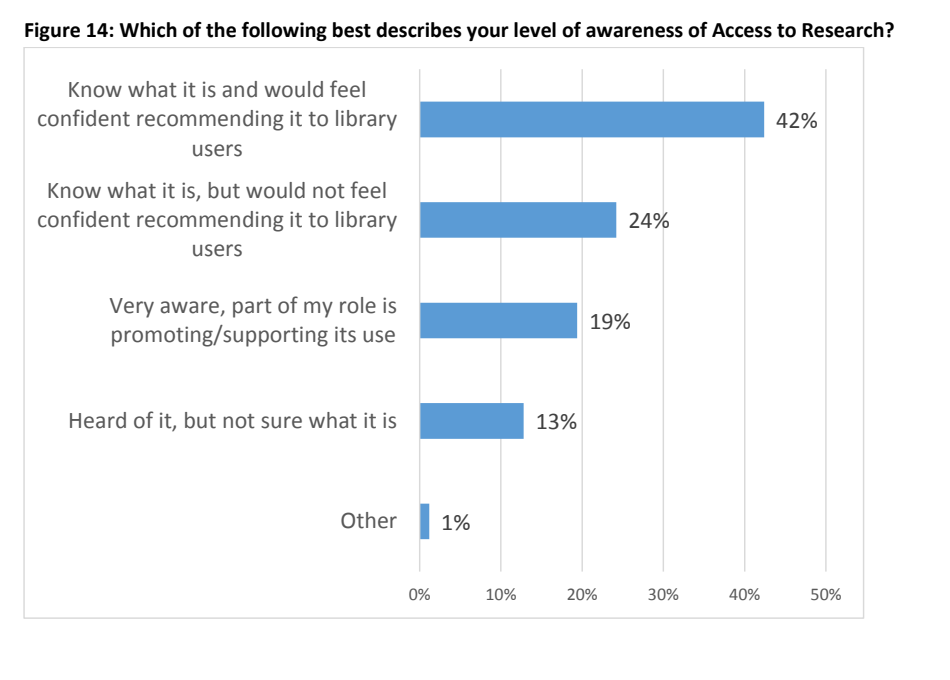 Figure 14: Which of the following best describes your level of awareness of Access to Research?
Know what it is and would feel
confident recommending it to library
users
42%
Know what it is, but would not feel
confident recommending it to library
users
24%
Very aware, part of my role is
promoting/supporting its use
19%
Heard of it, but not sure what it is
13%
Other
1%
0% 10% 20% 30% 40% 50%